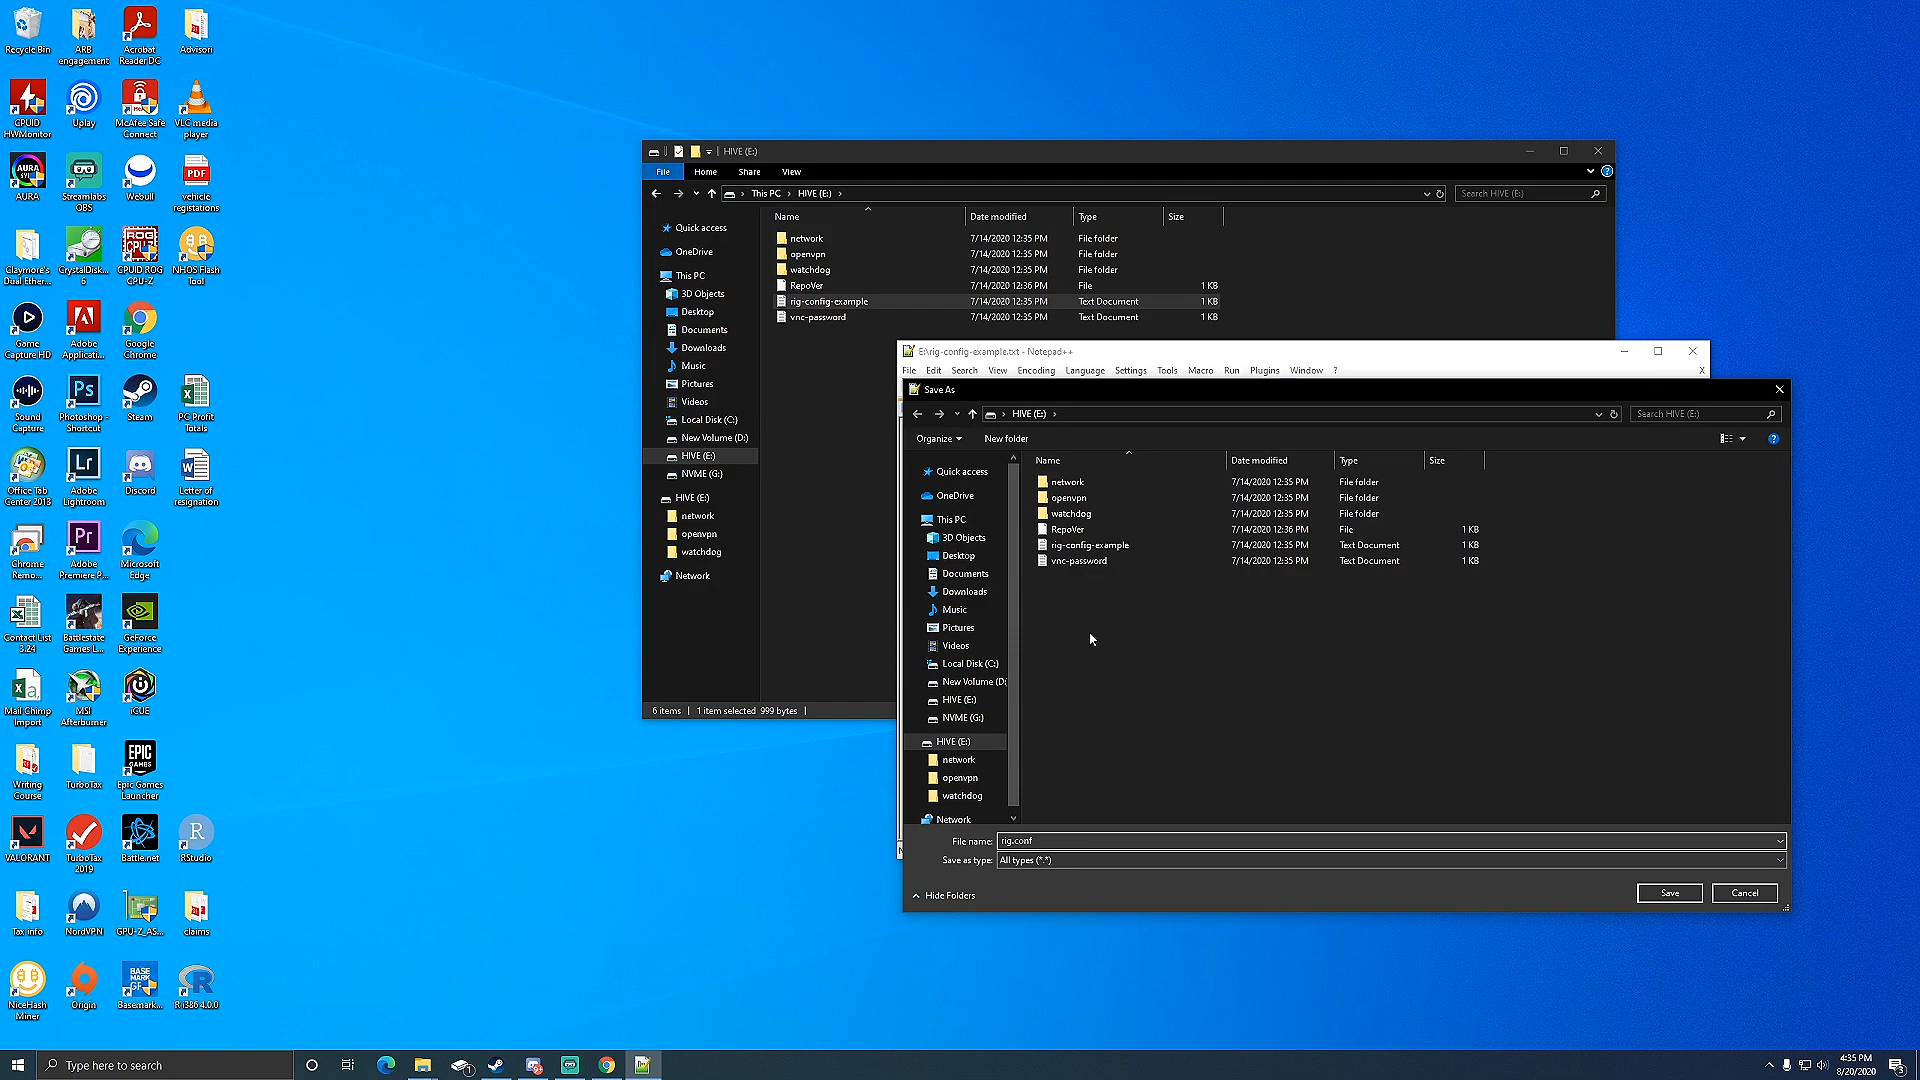 Recycle Bin
ARB engagement
Acrobat Reader DC
Advisori
CPUID HWMonitor
Uplay
McAfee Safe Connect
VLC media player
AURA
Streamlabs OBS
Webull
PDF
vehicle registations
Claymore's Dual Ether...
CrystalDisk... 6
CPUID ROG CPU-Z
NHOS Flash Tool
Game Capture HD
Adobe Applicati...
Google Chrome
Sound Capture
Photoshop - Shortcut
Steam
PC Profit Totals
Office Tab Center 2013
Adobe Lightroom
Discord
Letter of resignation
Chrome Remo...
Adobe Premiere P...
Microsoft Edge
Contact List 3.24
Battlestate Games L...
GeForce Experience
Mail Chimp Import
MSI Afterburner
iCUE
Writing Course
TurboTax
Epic Games Launcher
VALORANT
TurboTax 2019
Battle.net
RStudio
Tax info
NordVPN
GPU-Z_AS...
claims
NiceHash Miner
Origin
Basemark...
R i386 4.0.0
HIVE (E:)
File Home Share View
This PC > HIVE (E:) >
Search HIVE (E:)
Name Date modified Type Size
network 7/14/2020 12:35 PM File folder
openvpn 7/14/2020 12:35 PM File folder
watchdog 7/14/2020 12:35 PM File folder
RepoVer 7/14/2020 12:36 PM File 1 KB
rig-config-example 7/14/2020 12:35 PM Text Document 1 KB
vnc-password 7/14/2020 12:35 PM Text Document 1 KB
Quick access
OneDrive
This PC
3D Objects
Desktop
Documents
Downloads
Music
Pictures
Videos
Local Disk (C:)
New Volume (D:)
HIVE (E:)
NVME (G:)
HIVE (E:)
network
openvpn
watchdog
Network
6 items | 1 item selected 999 bytes |
E:\rig-config-example.txt - Notepad++
File Edit Search View Encoding Language Settings Tools Macro Run Plugins Window ? X
Save As
HIVE (E:) >
Search HIVE (E:)
Organize New folder
Name Date modified Type Size
network 7/14/2020 12:35 PM File folder
openvpn 7/14/2020 12:35 PM File folder
watchdog 7/14/2020 12:35 PM File folder
RepoVer 7/14/2020 12:36 PM File 1 KB
rig-config-example 7/14/2020 12:35 PM Text Document 1 KB
vnc-password 7/14/2020 12:35 PM Text Document 1 KB
Quick access
OneDrive
This PC
3D Objects
Desktop
Documents
Downloads
Music
Pictures
Videos
Local Disk (C:)
New Volume (D:
HIVE (E:)
NVME (G:)
HIVE (E:)
network
openvpn
watchdog
Network
File name: rig.conf
Save as type: All types (*.*)
Hide Folders
Save Cancel
Type here to search
4:35 PM
8/20/2020